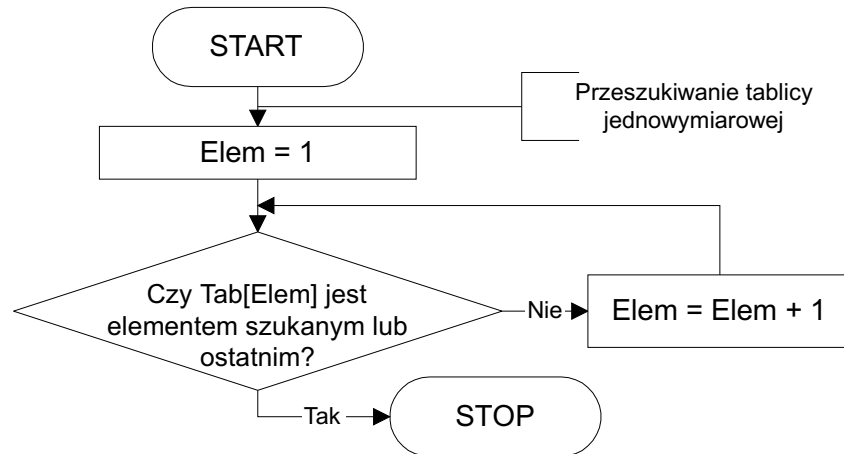 START
Przeszukiwanie tablicy
jednowymiarowej
Elem = 1
Czy Tab[Elem] jest
elementem szukanym lub
ostatnim?
Nie
Elem = Elem + 1
Tak
STOP